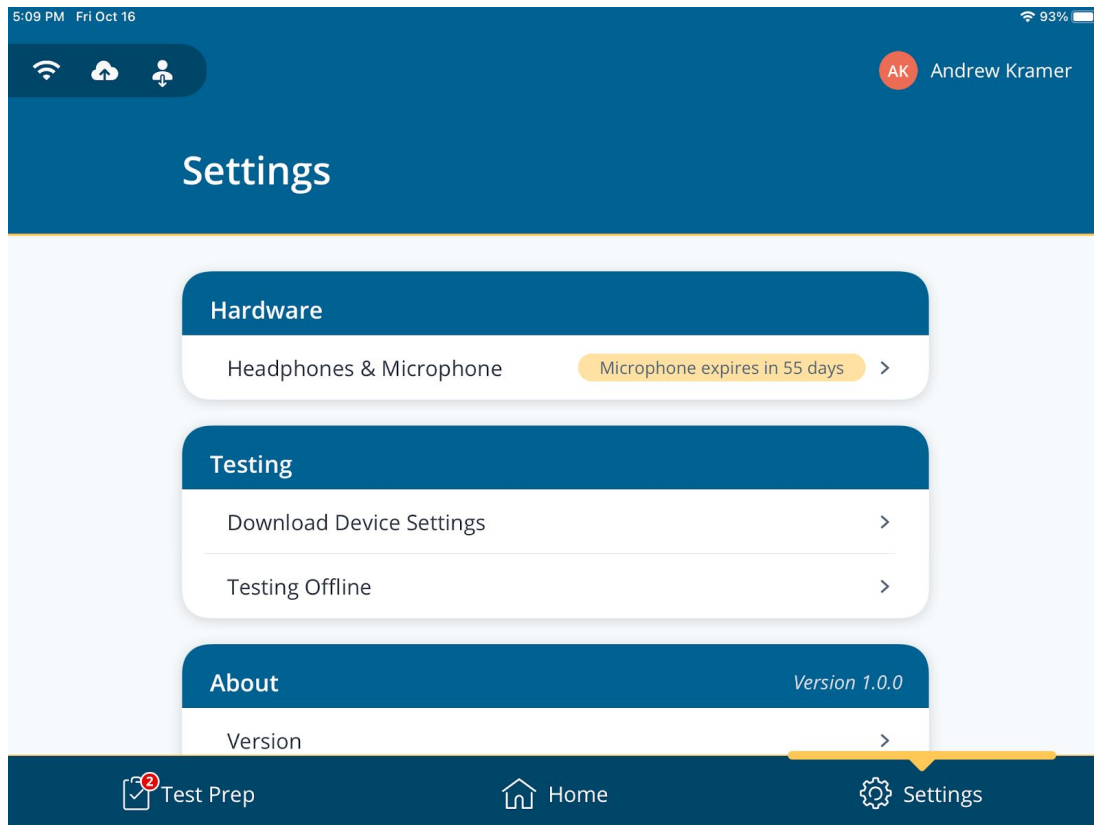 5:09 PM Fri Oct 16
93%
AK Andrew Kramer
Settings
Hardware
Headphones & Microphone Microphone expires in 55 days
Testing
Download Device Settings
Testing Offline
About Version 1.0.0
Version
2 Test Prep Home Settings